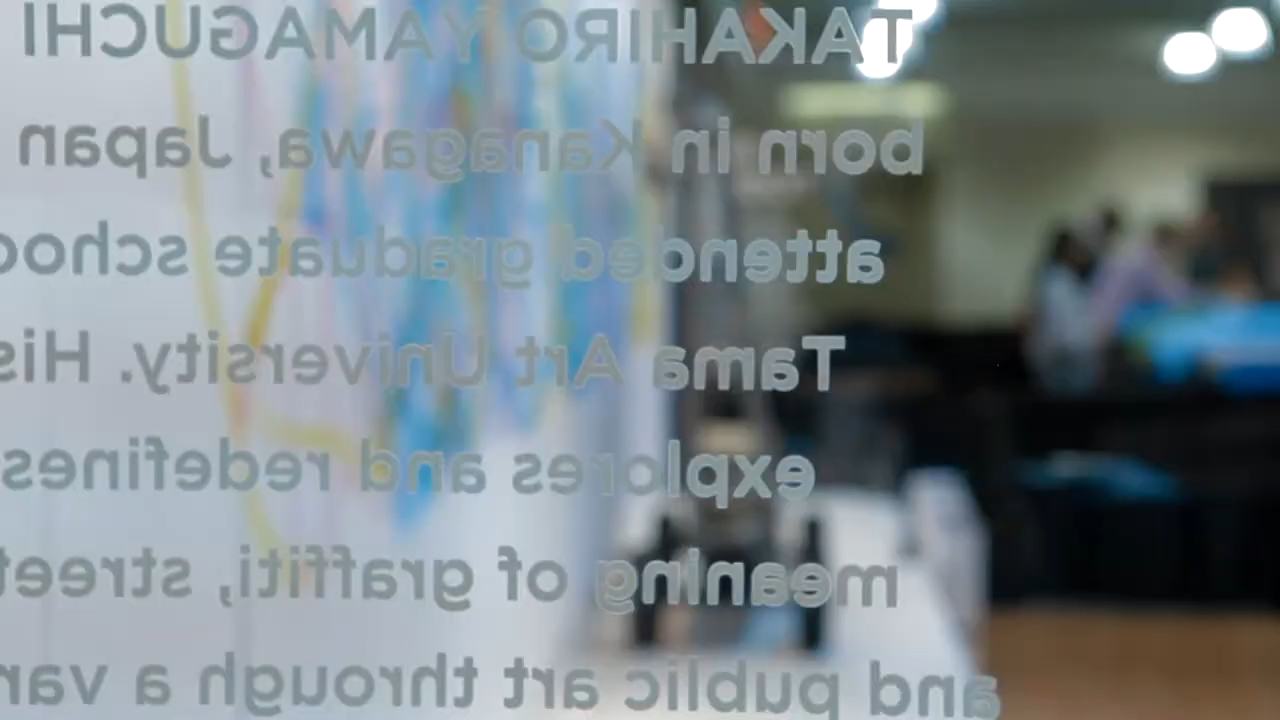 TAKAHIRO YAMAGUCHI
born in Kanagawa, Japan
attended graduate schoo
Tama Art University. His
explores and redefines
meaning of graffiti, street
and public art through a var